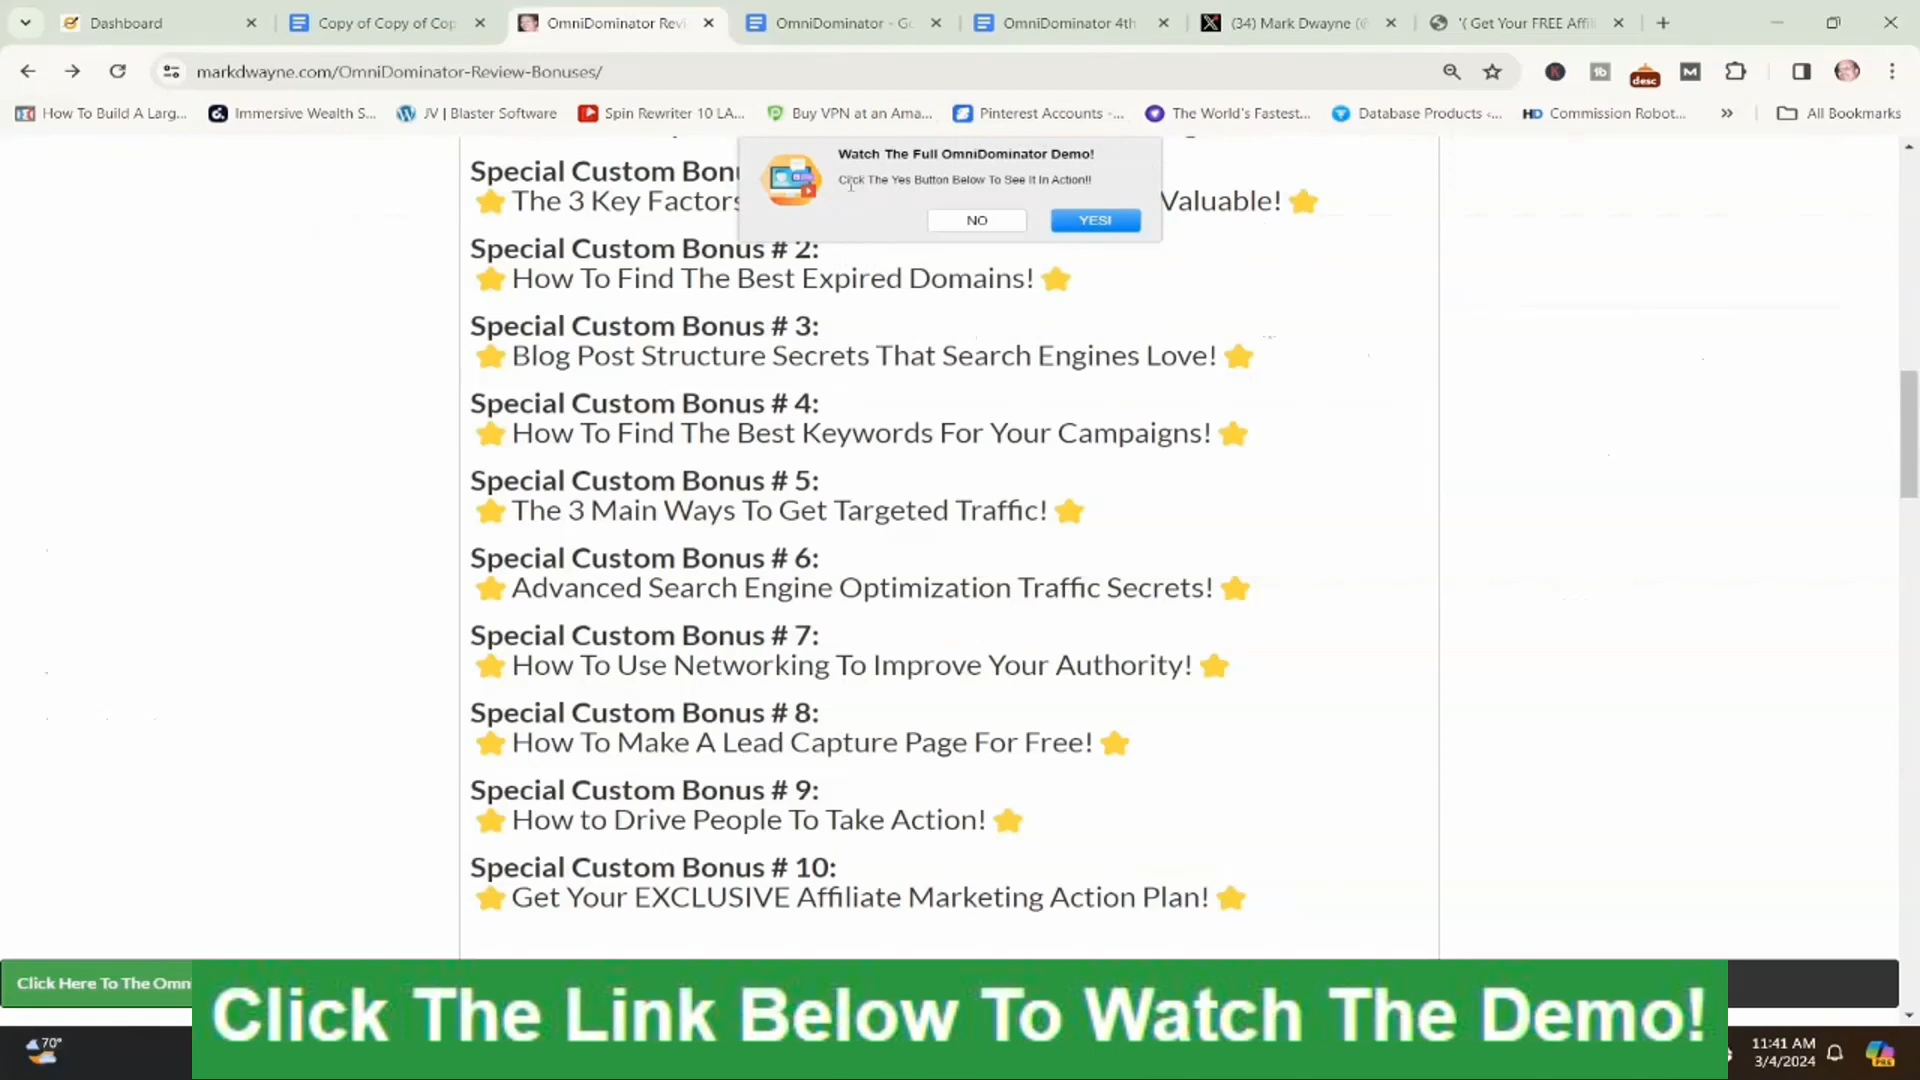 Dashboard
Copy of Copy of Cop
OmniDominator Revi
OmniDominator - Go
OmniDominator 4th
(34) Mark Dwayne (@
'( Get Your FREE Affili
markdwayne.com/OmniDominator-Review-Bonuses/
desc
How To Build A Larg...
Immersive Wealth S...
JV | Blaster Software
Spin Rewriter 10 LA...
Buy VPN at an Ama...
Pinterest Accounts -...
The World's Fastest...
Database Products <...
HD Commission Robot...
All Bookmarks
Watch The Full OmniDominator Demo!
Click The Yes Button Below To See It In Action!!
NO
YES!
Special Custom Bonu
The 3 Key Factors Valuable!
Special Custom Bonus # 2:
How To Find The Best Expired Domains!
Special Custom Bonus # 3:
Blog Post Structure Secrets That Search Engines Love!
Special Custom Bonus # 4:
How To Find The Best Keywords For Your Campaigns!
Special Custom Bonus # 5:
The 3 Main Ways To Get Targeted Traffic!
Special Custom Bonus # 6:
Advanced Search Engine Optimization Traffic Secrets!
Special Custom Bonus # 7:
How To Use Networking To Improve Your Authority!
Special Custom Bonus # 8:
How To Make A Lead Capture Page For Free!
Special Custom Bonus # 9:
How to Drive People To Take Action!
Special Custom Bonus # 10:
Get Your EXCLUSIVE Affiliate Marketing Action Plan!
Click Here To The Omn
Click The Link Below To Watch The Demo!
70°
11:41 AM
3/4/2024